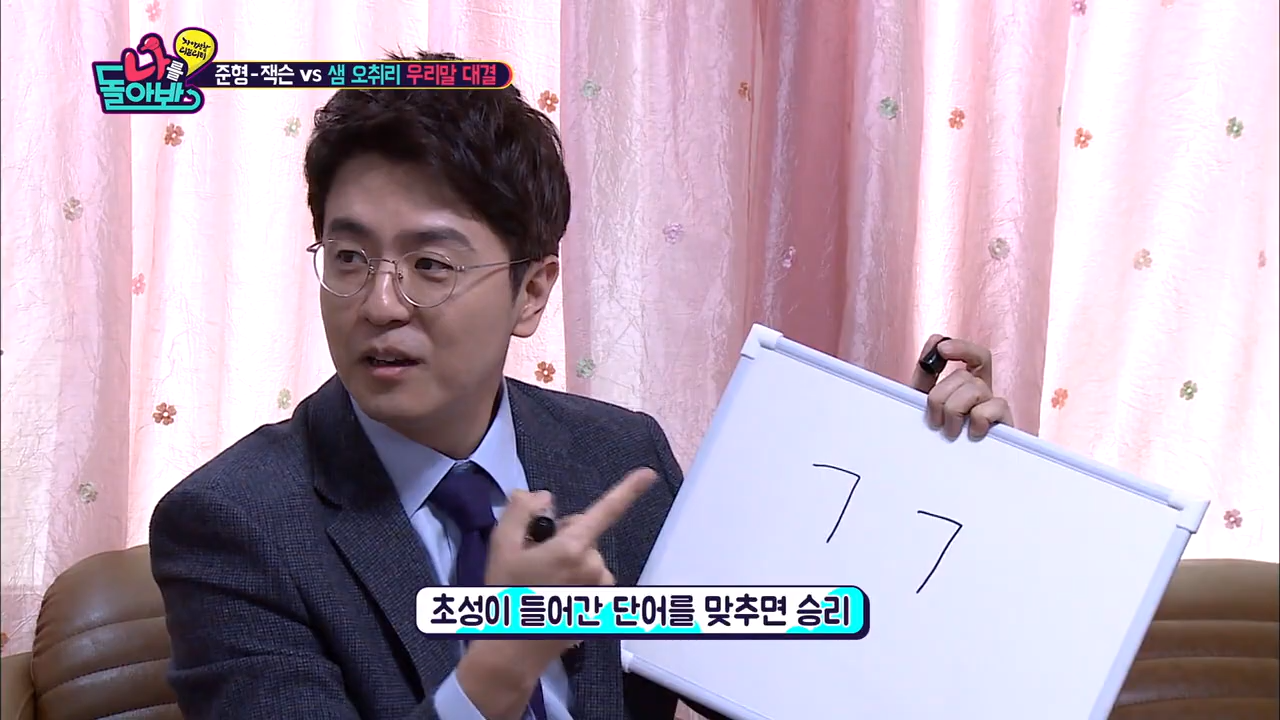 나를
돌아봐
준형-잭슨 vs 샘 오취리 우리말 대결
ㄱ ㄱ
초성이 들어간 단어를 맞추면 승리